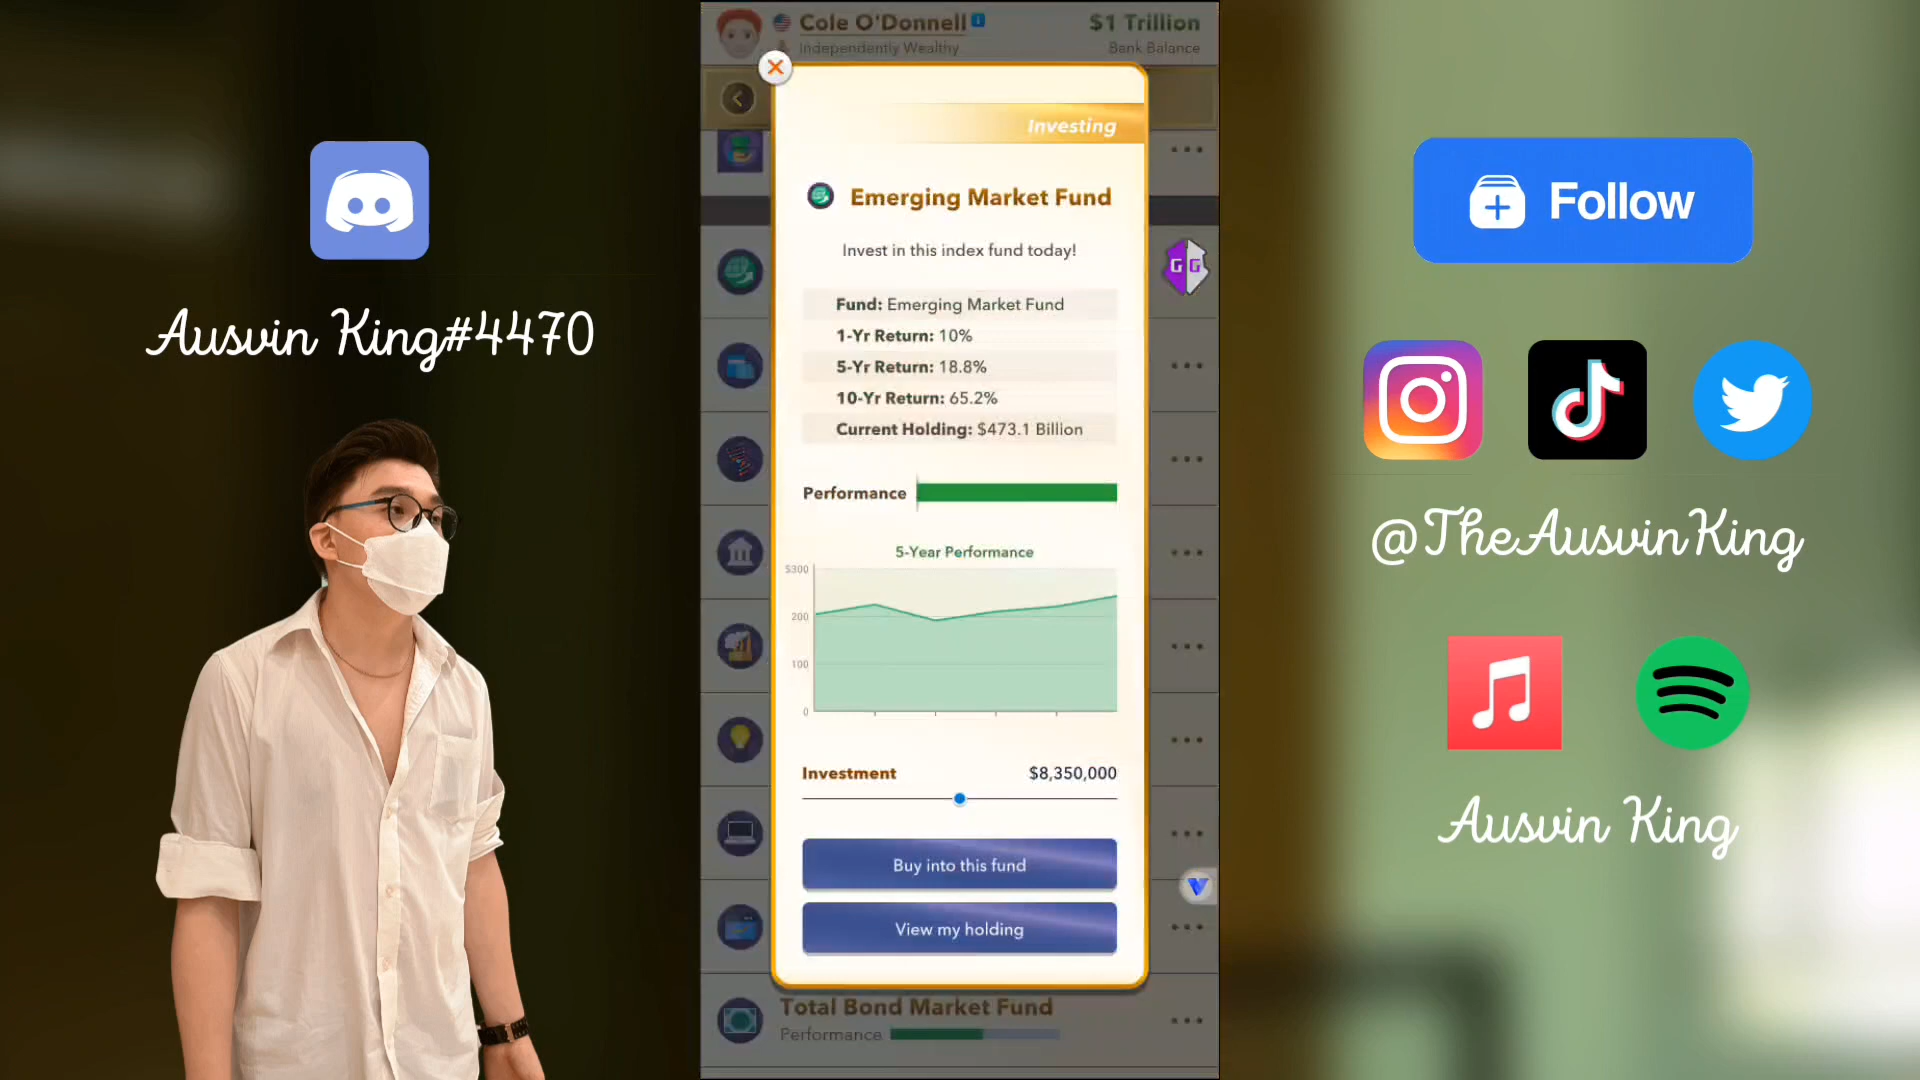 Cole O'Donnell
$1 Trillion
Independently Wealthy
Bank Balance
Investing
Emerging Market Fund
Invest in this index fund today!
Fund: Emerging Market Fund
1-Yr Return: 10%
5-Yr Return: 18.8%
10-Yr Return: 65.2%
Current Holding: $473.1 Billion
Performance
5-Year Performance
$300
200
100
0
Investment
$8,350,000
Buy into this fund
View my holding
Total Bond Market Fund
Performance
GG
Ausvin King#4470
Follow
@TheAusvinKing
Ausvin King